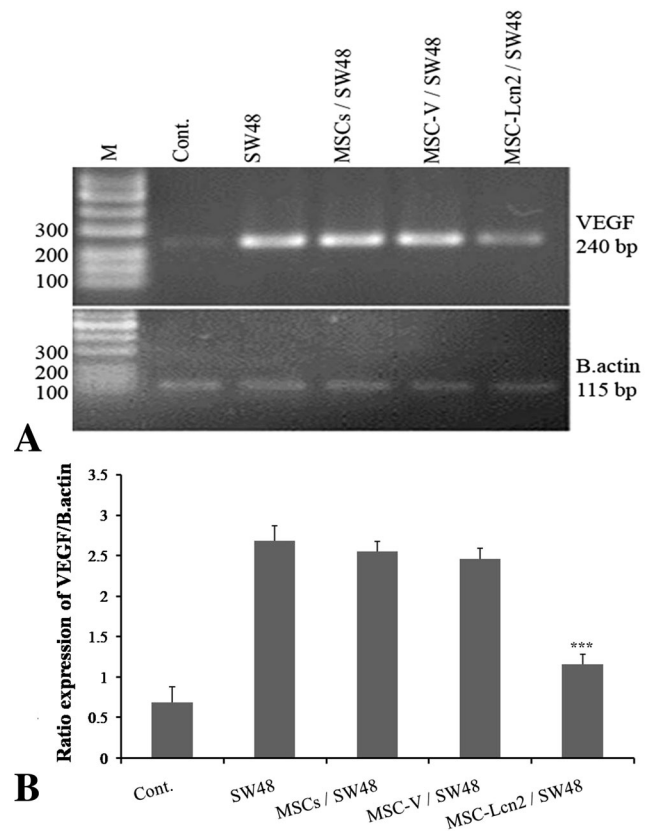 M
Cont.
SW48
MSCs / SW48
MSC-V / SW48
MSC-Lcn2 / SW48
300
200
100
VEGF
240 bp
300
200
100
B.actin
115 bp
A
Ratio expression of VEGF/B.actin
3.5
3
2.5
2
1.5
1
0.5
0
***
Cont.
SW48
MSCs / SW48
MSC-V / SW48
MSC-Lcn2 / SW48
B